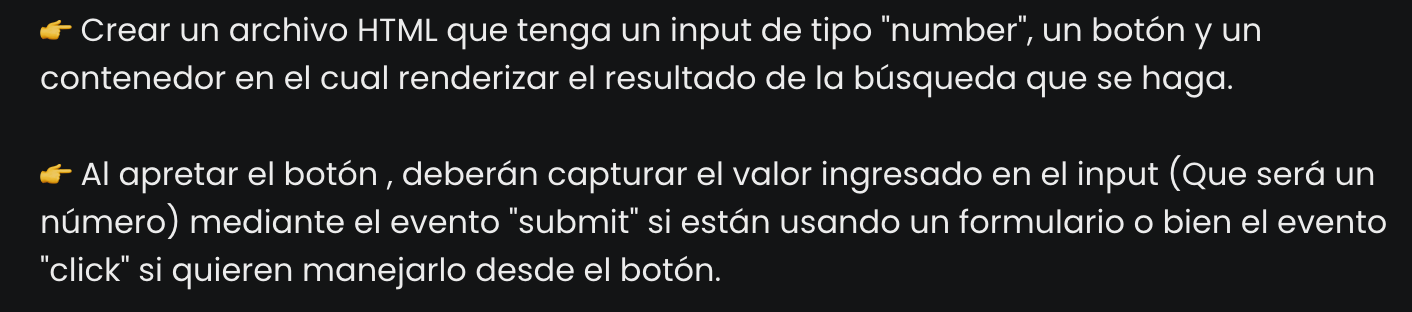 👉 Crear un archivo HTML que tenga un input de tipo "number", un botón y un
contenedor en el cual renderizar el resultado de la búsqueda que se haga.
👉 Al apretar el botón , deberán capturar el valor ingresado en el input (Que será un
número) mediante el evento "submit" si están usando un formulario o bien el evento
"click" si quieren manejarlo desde el botón.